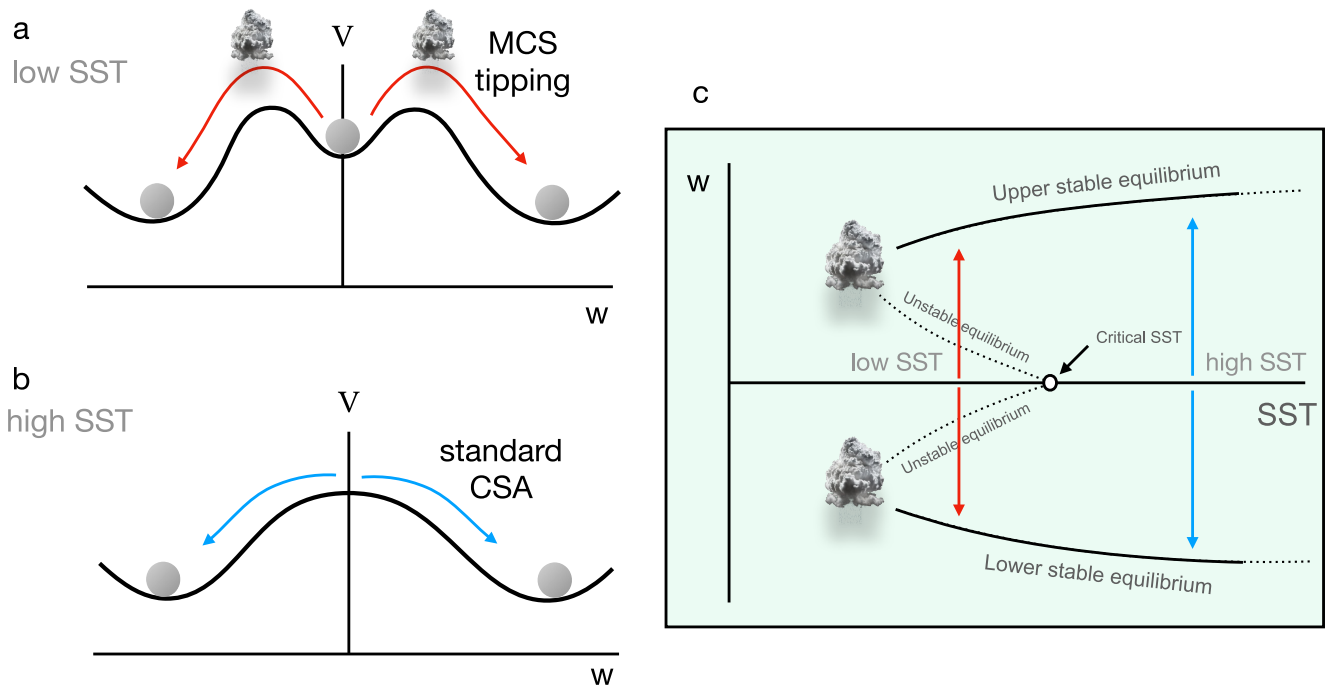 a
low SST
V
MCS
tipping
w
b
high SST
V
standard
CSA
w
c
w
Upper stable equilibrium
Unstable equilibrium
Critical SST
low SST
high SST
SST
Unstable equilibrium
Lower stable equilibrium